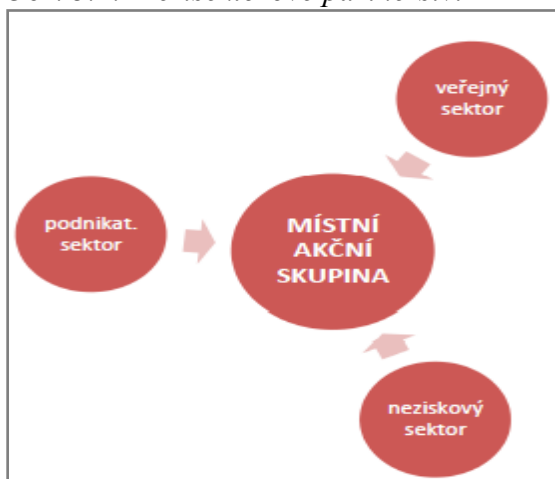 veřejný
sektor
podnikat.
sektor
MÍSTNÍ
AKČNÍ
SKUPINA
neziskový
sektor